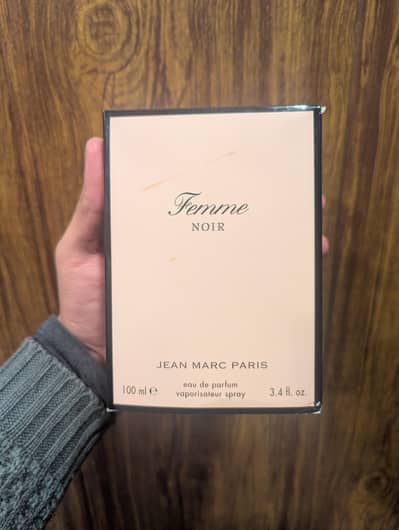 Femme
NOIR
JEAN MARC PARIS
100 ml ℮
eau de parfum
vaporisateur spray
3.4 fl. oz.